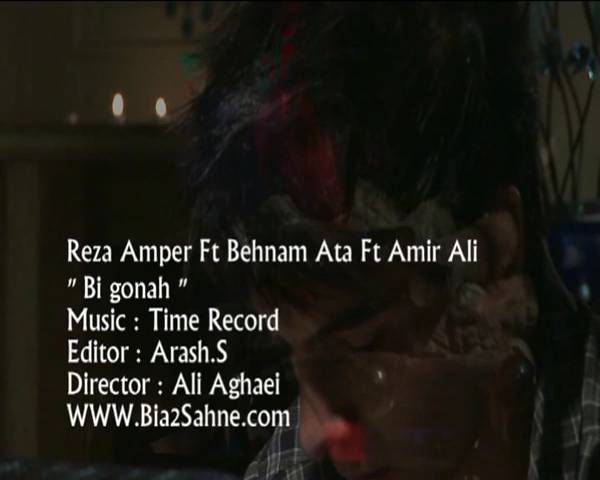 Reza Amper Ft Behnam Ata Ft Amir Ali
" Bi gonah "
Music : Time Record
Editor : Arash.S
Director : Ali Aghaei
WWW.Bia2Sahne.com